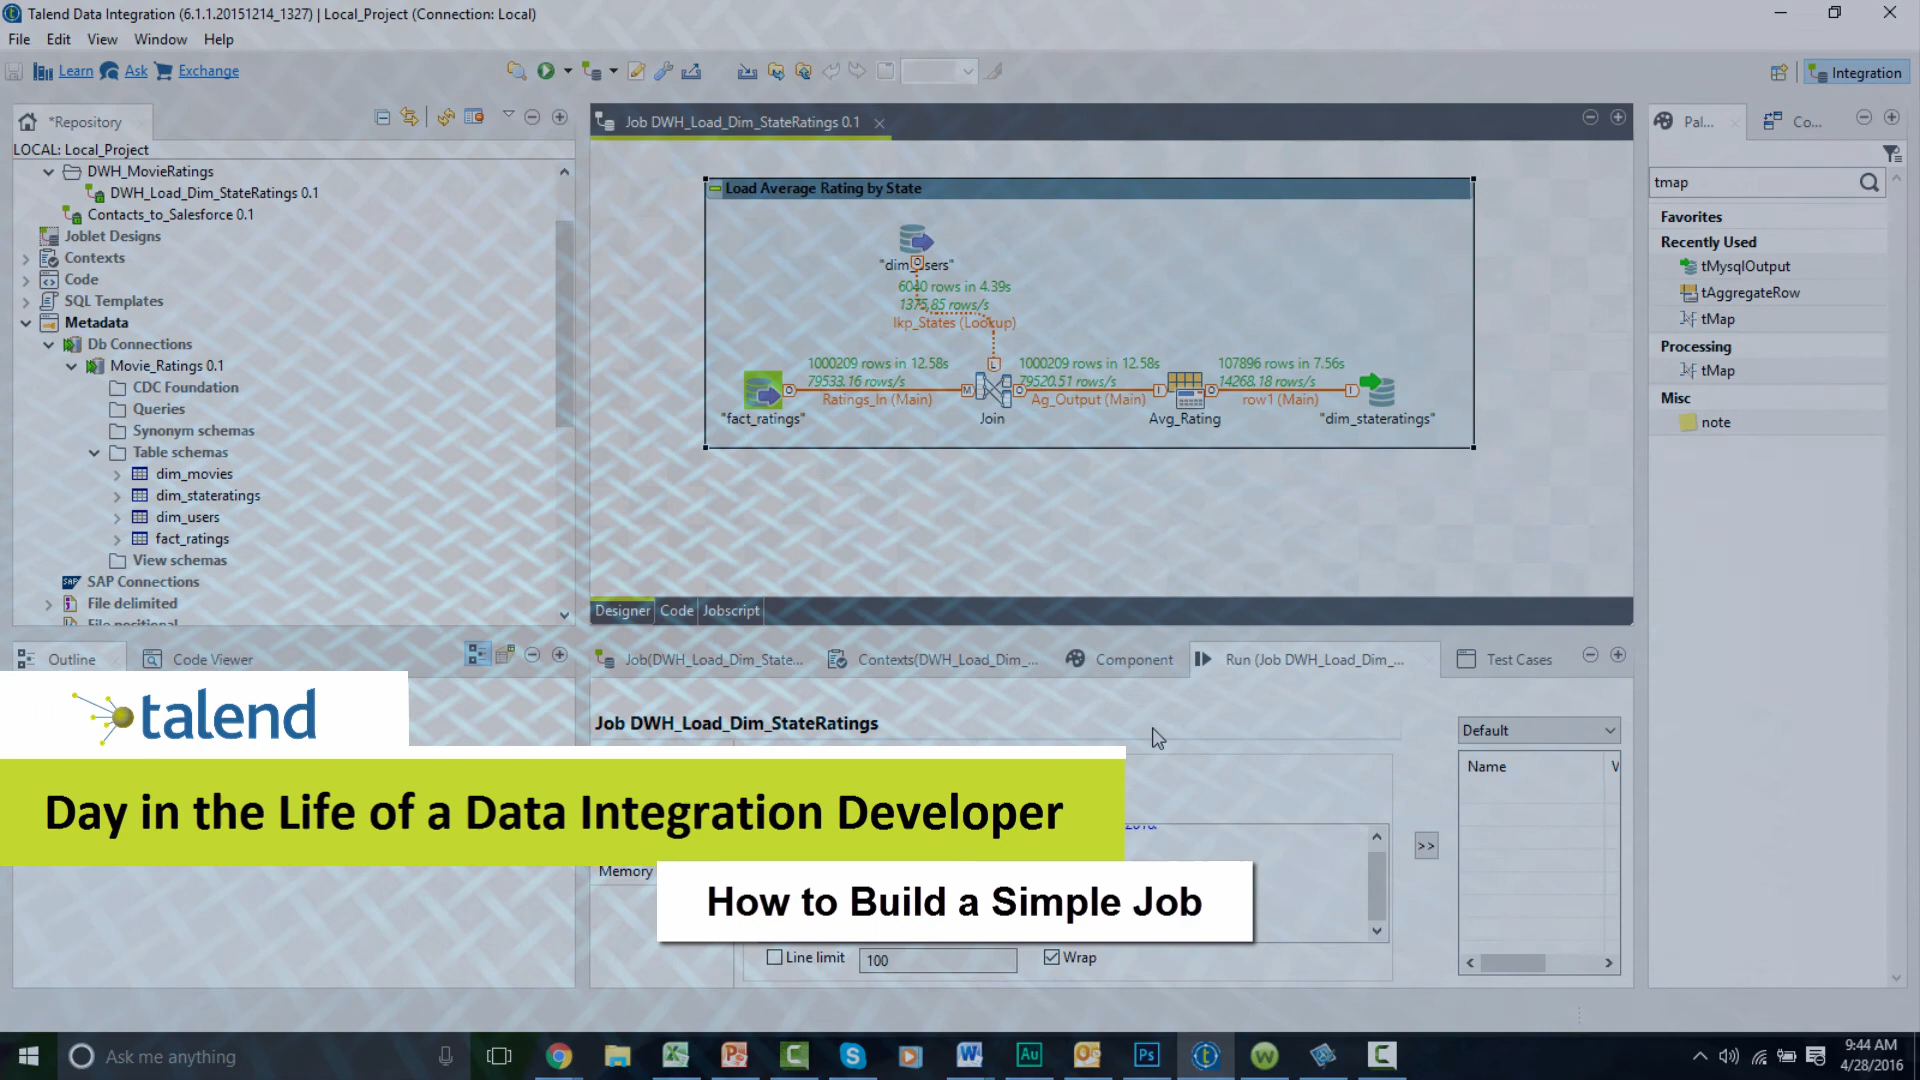 Talend Data Integration (6.1.1.20151214_1327) | Local_Project (Connection: Local)
File Edit View Window Help
Learn Ask Exchange
Integration
*Repository
LOCAL: Local_Project
DWH_MovieRatings
DWH_Load_Dim_StateRatings 0.1
Contacts_to_Salesforce 0.1
Joblet Designs
Contexts
Code
SQL Templates
Metadata
Db Connections
Movie_Ratings 0.1
CDC Foundation
Queries
Synonym schemas
Table schemas
dim_movies
dim_stateratings
dim_users
fact_ratings
View schemas
SAP Connections
File delimited
File positional
Job DWH_Load_Dim_StateRatings 0.1
Load Average Rating by State
"dim_users"
6040 rows in 4.39s
1375,85 rows/s
lkp_States (Lookup)
1000209 rows in 12.58s
79533.16 rows/s
Ratings_In (Main)
1000209 rows in 12.58s
79520.51 rows/s
Ag_Output (Main)
107896 rows in 7.56s
14268.18 rows/s
row1 (Main)
"fact_ratings"
Join
Avg_Rating
"dim_stateratings"
Designer Code Jobscript
Pal...
Co...
tmap
Favorites
Recently Used
tMysqlOutput
tAggregateRow
tMap
Processing
tMap
Misc
note
Outline
Code Viewer
Job(DWH_Load_Dim_State...
Contexts(DWH_Load_Dim_...
Component
Run (Job DWH_Load_Dim_...
Test Cases
Job DWH_Load_Dim_StateRatings
Default
Name
V
>>
talend
Day in the Life of a Data Integration Developer
Memory
How to Build a Simple Job
Line limit
100
Wrap
Ask me anything
9:44 AM
4/28/2016